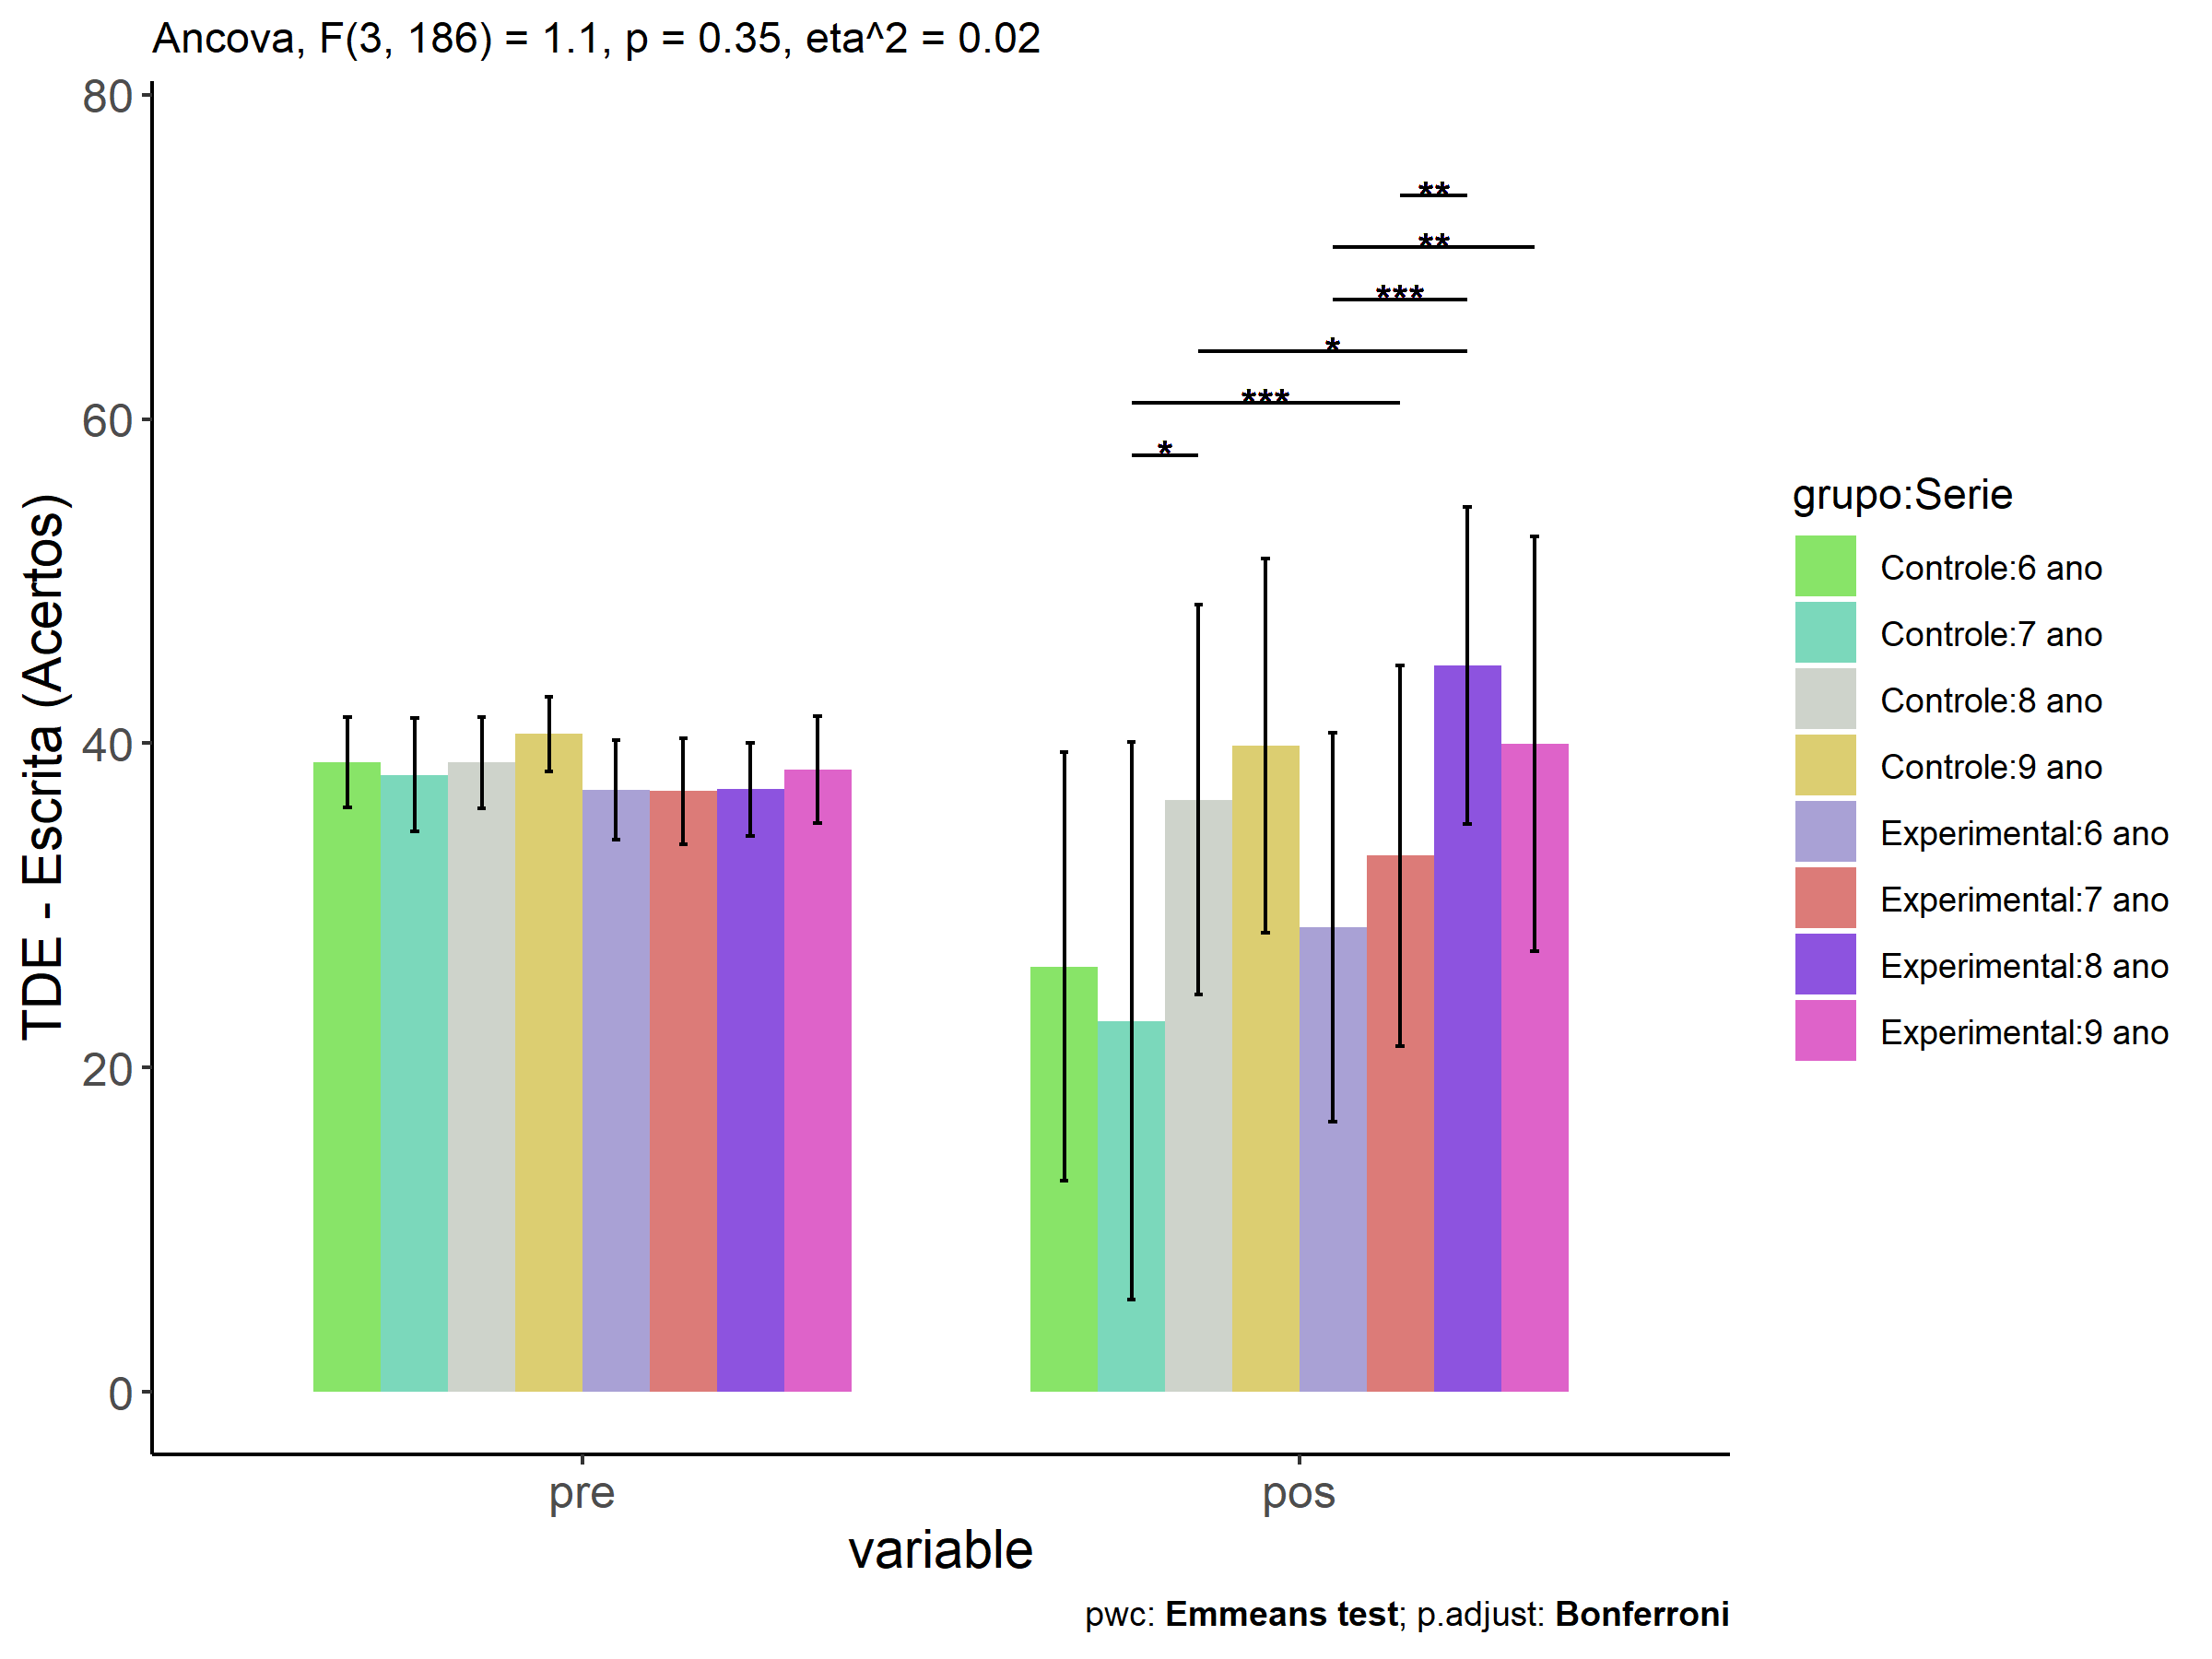 Ancova, F(3, 186) = 1.1, p = 0.35, eta^2 = 0.02
80
60
40
20
0
TDE - Escrita (Acertos)
**
**
***
*
***
*
pre
pos
variable
pwc: Emmeans test; p.adjust: Bonferroni
grupo:Serie
Controle:6 ano
Controle:7 ano
Controle:8 ano
Controle:9 ano
Experimental:6 ano
Experimental:7 ano
Experimental:8 ano
Experimental:9 ano